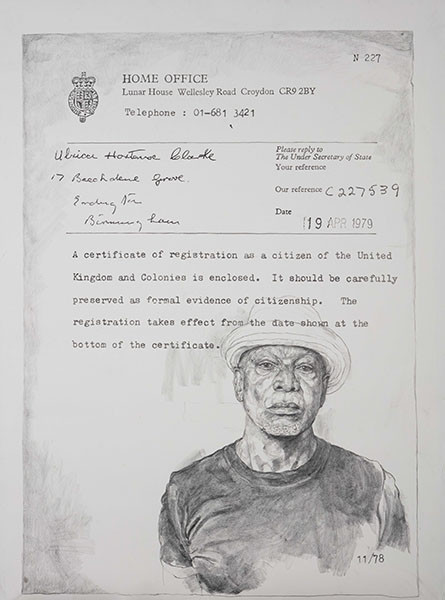 N 227
HOME OFFICE
Lunar House Wellesley Road Croydon CR9 2BY
Telephone : 01-681 3421
Clarke
17 Beechdene Grove.
Erdington
Birmingham
Please reply to
The Under Secretary of State
Your reference
Our reference C227539
Date 19 APR 1979
A certificate of registration as a citizen of the United
Kingdom and Colonies is enclosed. It should be carefully
preserved as formal evidence of citizenship. The
registration takes effect from the date shown at the
bottom of the certificate.
11/78